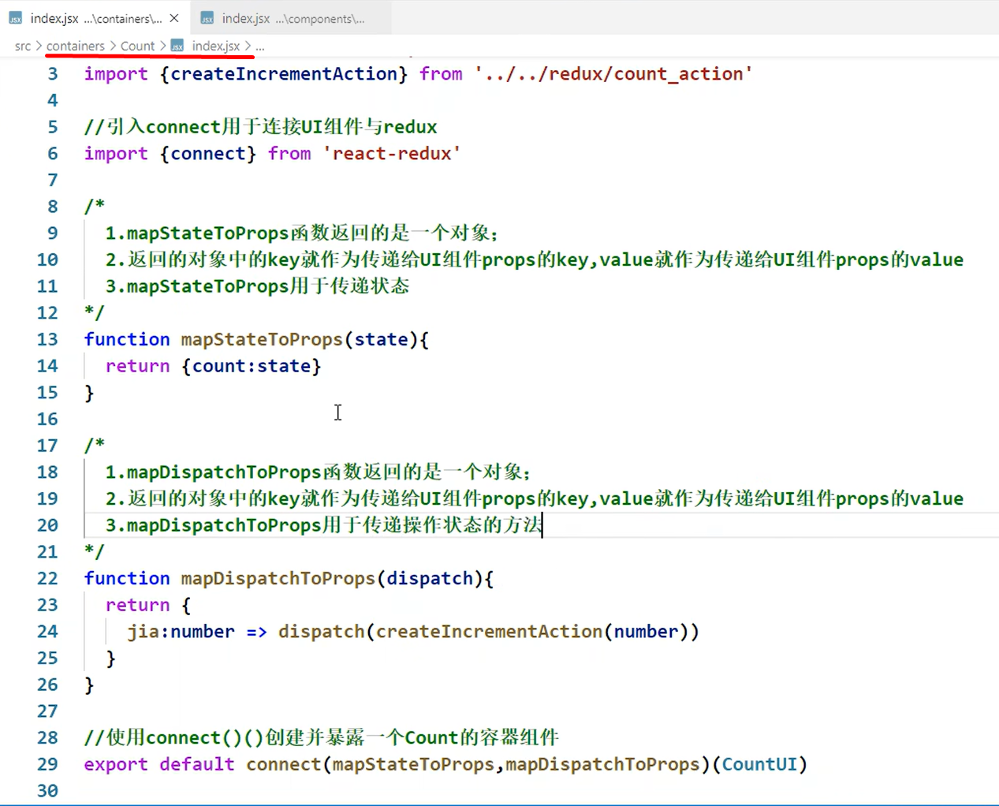 JSX index.jsx ...\containers\... × JSX index.jsx ...\components\...
src > containers > Count > JSX index.jsx > ...
3 import {createIncrementAction} from '../../redux/count_action'
4
5 //引入connect用于连接UI组件与redux
6 import {connect} from 'react-redux'
7
8 /*
9 1.mapStateToProps函数返回的是一个对象;
10 2.返回的对象中的key就作为传递给UI组件props的key,value就作为传递给UI组件props的value
11 3.mapStateToProps用于传递状态
12 */
13 function mapStateToProps(state){
14 return {count:state}
15 }
16
17 /*
18 1.mapDispatchToProps函数返回的是一个对象;
19 2.返回的对象中的key就作为传递给UI组件props的key,value就作为传递给UI组件props的value
20 3.mapDispatchToProps用于传递操作状态的方法
21 */
22 function mapDispatchToProps(dispatch){
23 return {
24 jia:number => dispatch(createIncrementAction(number))
25 }
26 }
27
28 //使用connect()()创建并暴露一个Count的容器组件
29 export default connect(mapStateToProps,mapDispatchToProps)(CountUI)
30